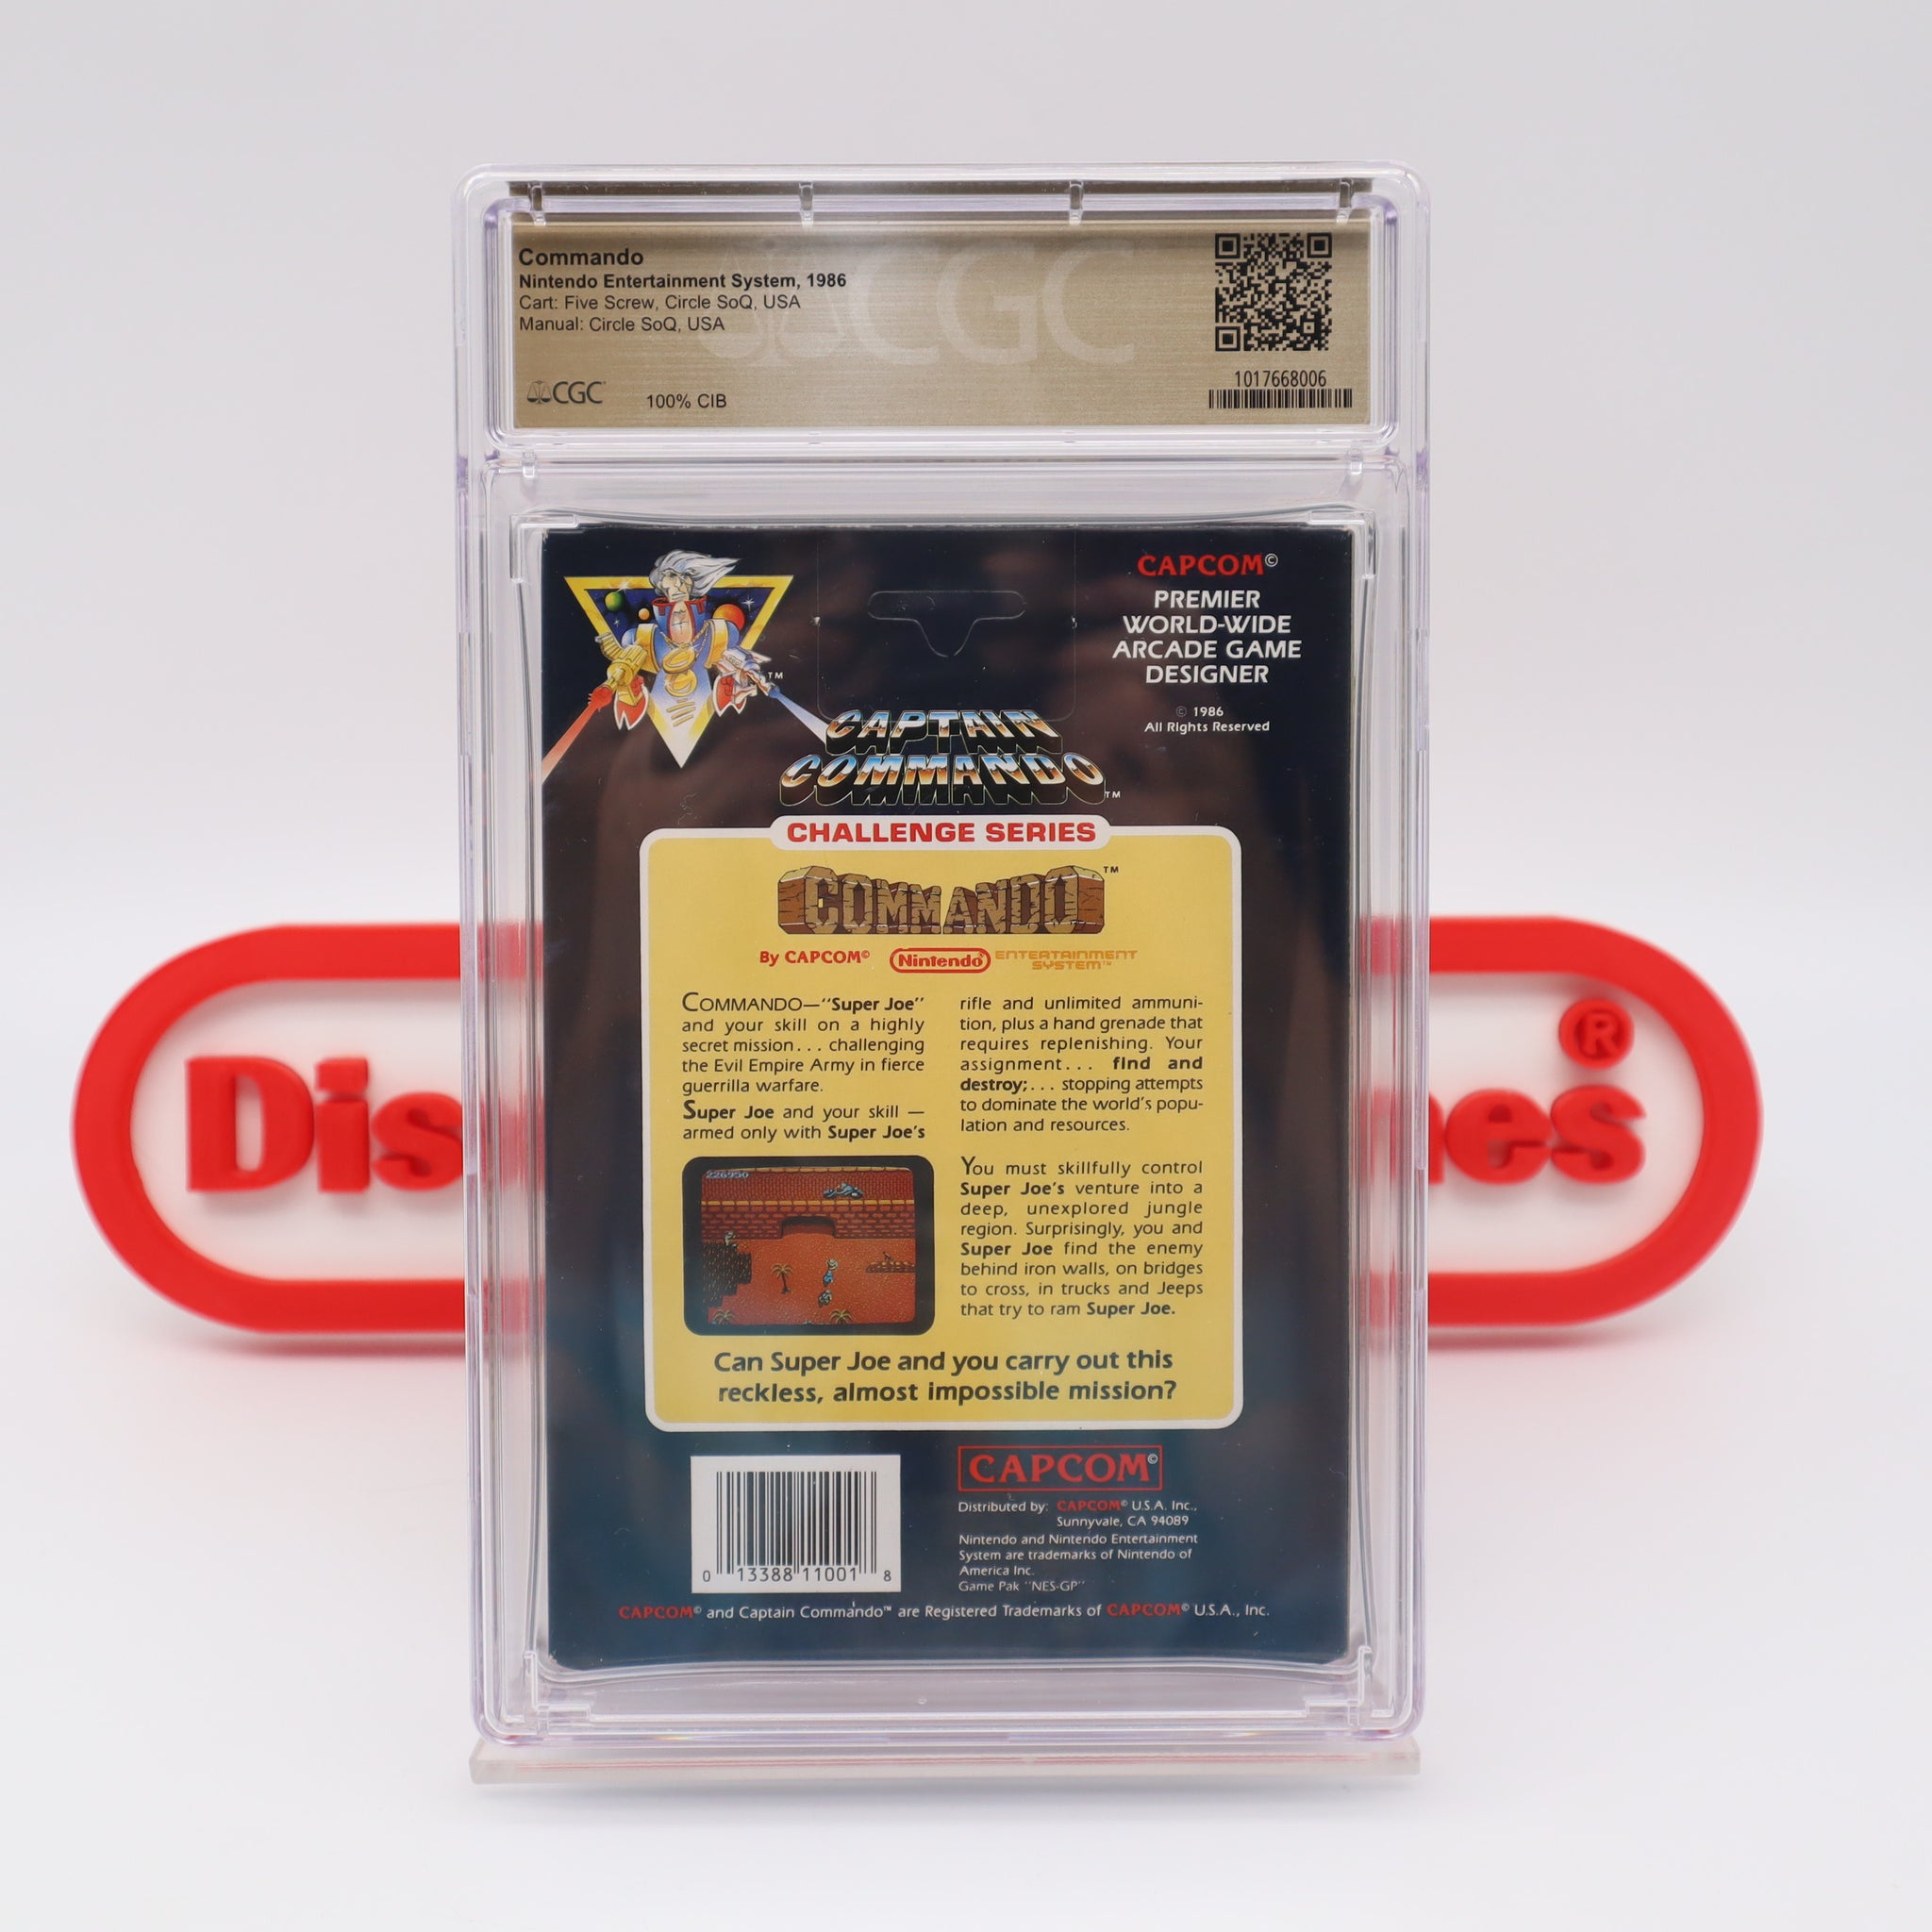 Commando
Nintendo Entertainment System, 1986
Cart: Five Screw, Circle SoQ, USA
Manual: Circle SoQ, USA
CGC
CGC
100% CIB
1017668006
CAPCOM©
PREMIER
WORLD-WIDE
ARCADE GAME
DESIGNER
© 1986
All Rights Reserved
TM
CAPTAIN
COMMANDO™
CHALLENGE SERIES
COMMANDO™
By CAPCOM© Nintendo® ENTERTAINMENT
SYSTEM™
COMMANDO—"Super Joe"
and your skill on a highly
secret mission... challenging
the Evil Empire Army in fierce
guerrilla warfare.
Super Joe and your skill —
armed only with Super Joe's
rifle and unlimited ammuni-
tion, plus a hand grenade that
requires replenishing. Your
assignment... find and
destroy;... stopping attempts
to dominate the world's popu-
lation and resources.
You must skillfully control
Super Joe's venture into a
deep, unexplored jungle
region. Surprisingly, you and
Super Joe find the enemy
behind iron walls, on bridges
to cross, in trucks and Jeeps
that try to ram Super Joe.
226950
Can Super Joe and you carry out this
reckless, almost impossible mission?
0 13388 11001 8
CAPCOM©
Distributed by: CAPCOM© U.S.A. Inc.,
Sunnyvale, CA 94089
Nintendo and Nintendo Entertainment
System are trademarks of Nintendo of
America Inc.
Game Pak "NES-GP"
CAPCOM© and Captain Commando™ are Registered Trademarks of CAPCOM© U.S.A., Inc.
Dis
mes®